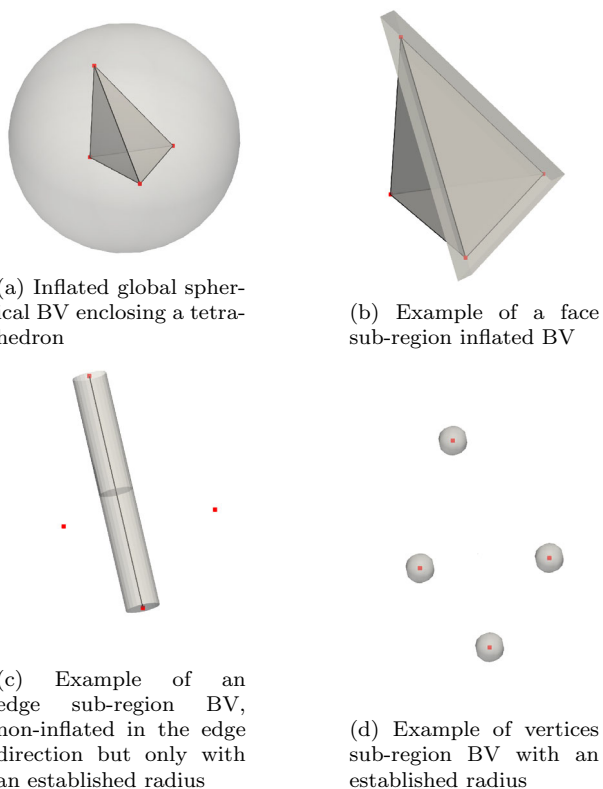 (a) Inflated global spher-
ical BV enclosing a tetra-
hedron
(b) Example of a face
sub-region inflated BV
(c) Example of an
edge sub-region BV,
non-inflated in the edge
direction but only with
an established radius
(d) Example of vertices
sub-region BV with an
established radius